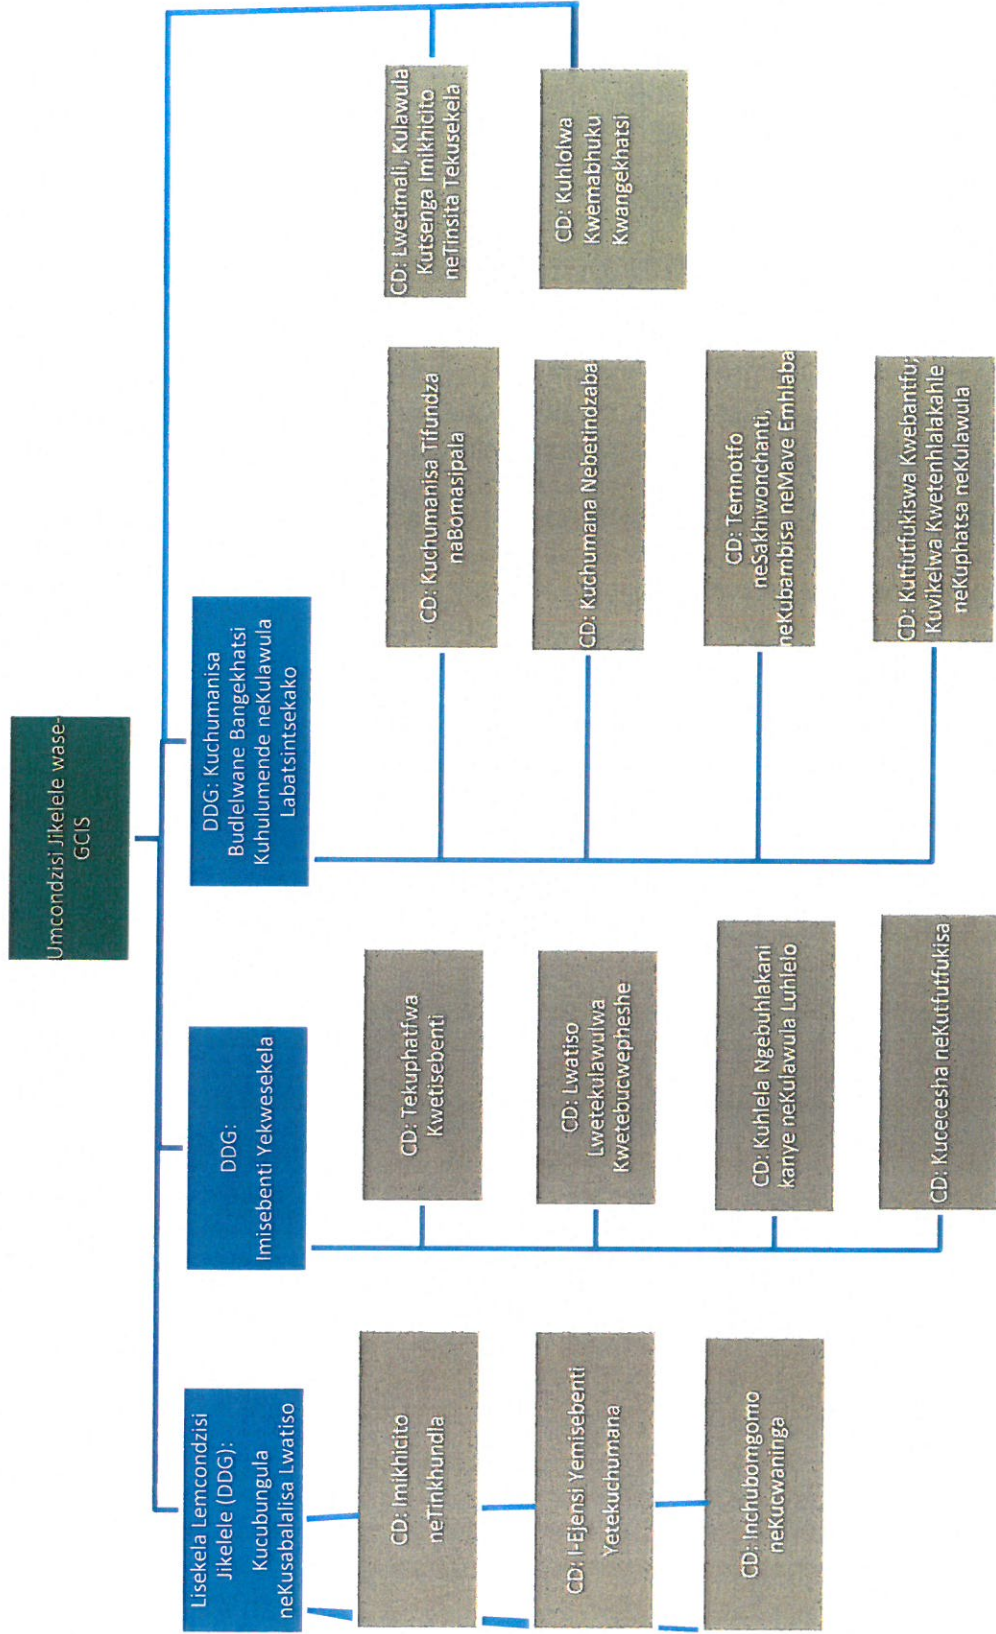 Umcondzisi Jikelele wase-
GCIS
Lisekela Lemcondzisi
Jikelele (DDG):
Kucubungula
neKusabalalisa Lwatiso
CD: Imikhicito
neTinkhundla
CD: I-Ejensi Yemisebenti
Yetekuchumana
CD: Inchubomgomo
neKucwaninga
DDG:
Imisebenti Yekwesekela
CD: Tekuphatfwa
Kwetisebenti
CD: Lwatiso
Lwetekulawulwa
Kwetebucwepheshe
CD: Kuhlela Ngebuhlakani
kanye neKulawula Luhlelo
CD: Kucecesha neKutfutfukisa
DDG: Kuchumanisa
Budlelwane Bangekhatsi
Kuhulumende neKulawula
Labatsintsekako
CD: Kuchumanisa Tifundza
naBomasipala
CD: Kuchumana Nebetindzaba
CD: Temnotfo
neSakhiwonchanti,
neKubambisa neMave Emhlaba
CD: Kutfutfukiswa Kwebantfu;
Kuvikelwa Kwetenhlalakahle
neKuphatsa neKulawula
CD: Lwetimali, Kulawula
Kutsenga Imikhicito
neTinsita Tekusekela
CD: Kuhlolwa
Kwemabhuku
Kwangekhatsi